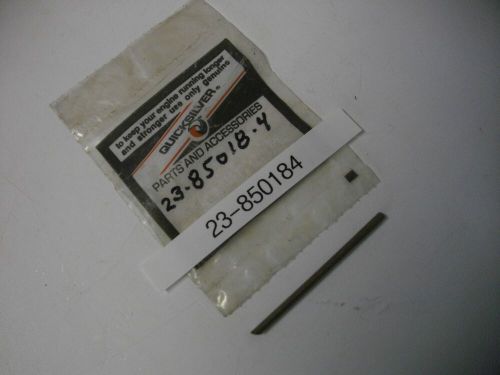 to keep your engine running longer
and stronger use only genuine
QUICKSILVER
PARTS AND ACCESSORIES
23-85018-4
23-850184